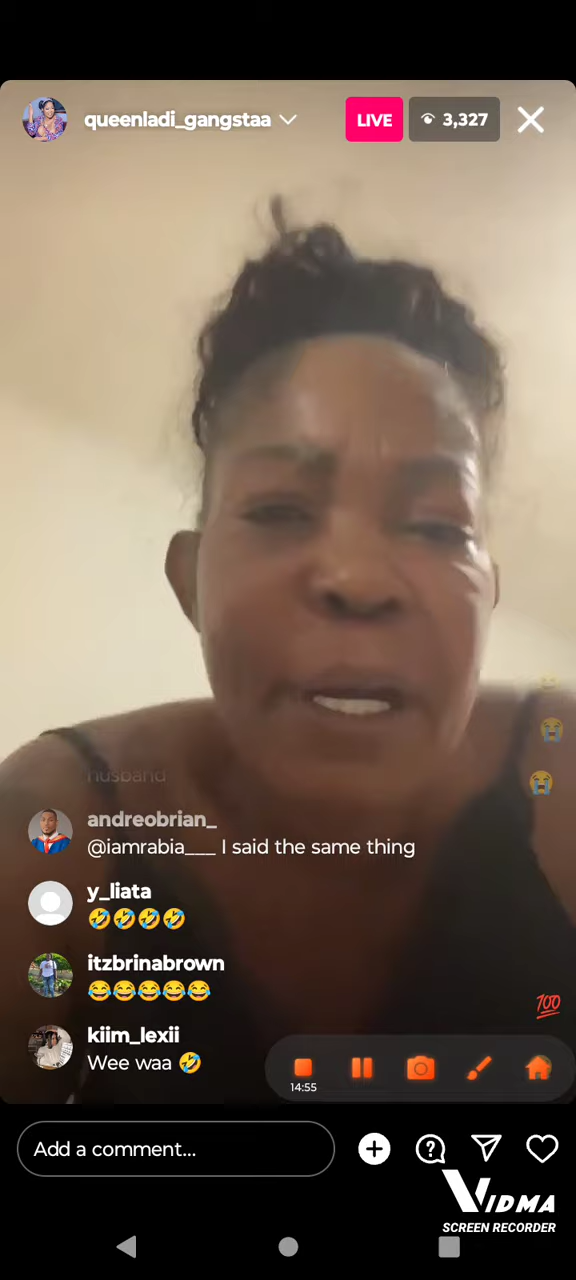 queenladi_gangstaa
LIVE
3,327
husband
andreobrian_
@iamrabia___ I said the same thing
y_liata
🤣🤣🤣🤣
itzbrinabrown
😂😂😂😂😂
kiim_lexii
Wee waa 🤣
💯
14:55
Add a comment...
VIDMA
SCREEN RECORDER